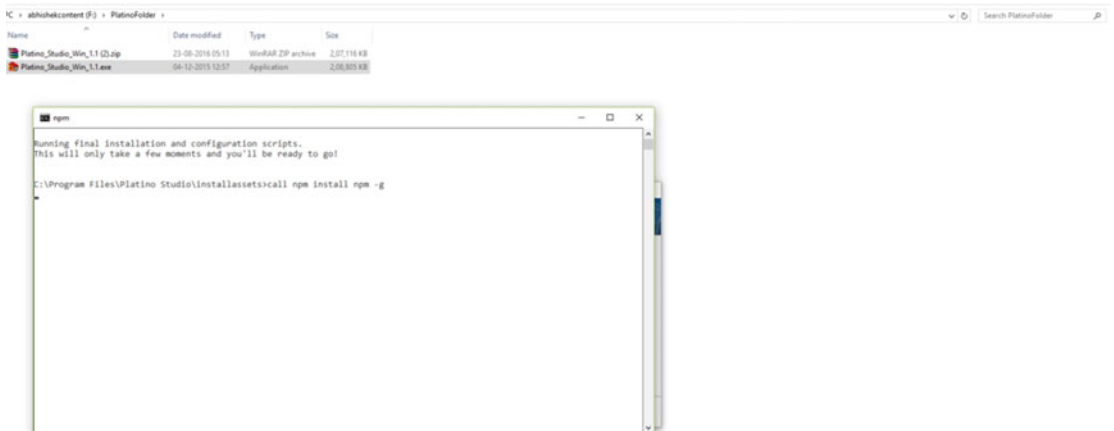 PC › abhishekcontent (F:) › PlatinoFolder ›
Search PlatinoFolder
Name Date modified Type Size
Platino_Studio_Win_1.1 (2).zip 23-08-2016 05:13 WinRAR ZIP archive 2,07,116 KB
Platino_Studio_Win_1.1.exe 04-12-2015 12:57 Application 2,08,805 KB
npm
Running final installation and configuration scripts.
This will only take a few moments and you'll be ready to go!
C:\Program Files\Platino Studio\installassets>call npm install npm -g